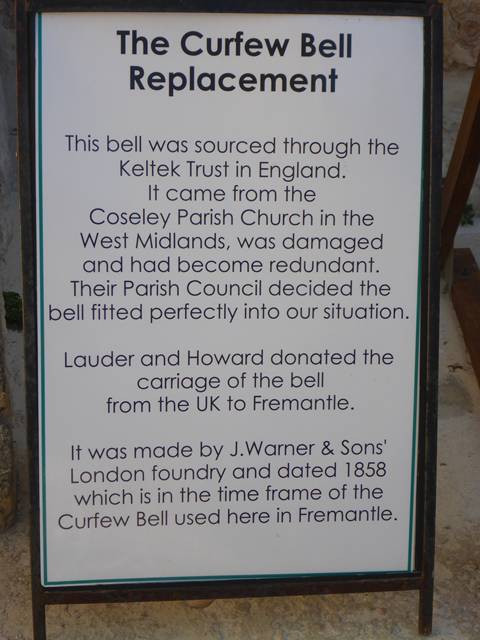 The Curfew Bell
Replacement
This bell was sourced through the
Keltek Trust in England.
It came from the
Coseley Parish Church in the
West Midlands, was damaged
and had become redundant.
Their Parish Council decided the
bell fitted perfectly into our situation.
Lauder and Howard donated the
carriage of the bell
from the UK to Fremantle.
It was made by J.Warner & Sons'
London foundry and dated 1858
which is in the time frame of the
Curfew Bell used here in Fremantle.